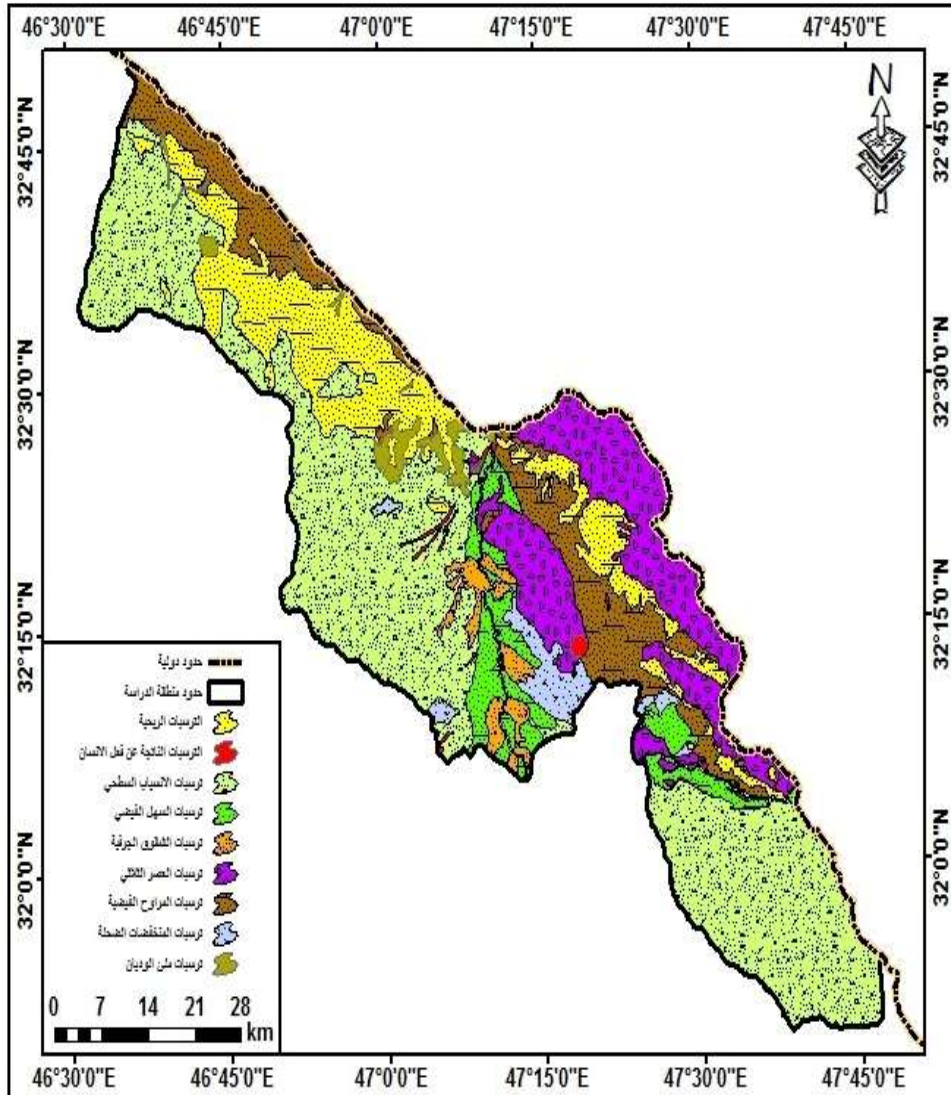 46°30'0"E 46°45'0"E 47°0'0"E 47°15'0"E 47°30'0"E 47°45'0"E
N
32°45'0"N
32°45'0"N
32°30'0"N
32°30'0"N
32°15'0"N
32°15'0"N
32°0'0"N
32°0'0"N
حدود دولية
حدود منطقة الدراسة
الترسبات الريحية
الترسبات الناتجة عن فعل الانسان
ترسبات الانسياب السطحي
ترسبات السهل الفيضي
ترسبات الشقوق الجرفية
ترسبات العصر الثلاثي
ترسبات المراوح الفيضية
ترسبات المنخفضات الضحلة
ترسبات ملئ الوديان
0 7 14 21 28
km
46°30'0"E 46°45'0"E 47°0'0"E 47°15'0"E 47°30'0"E 47°45'0"E